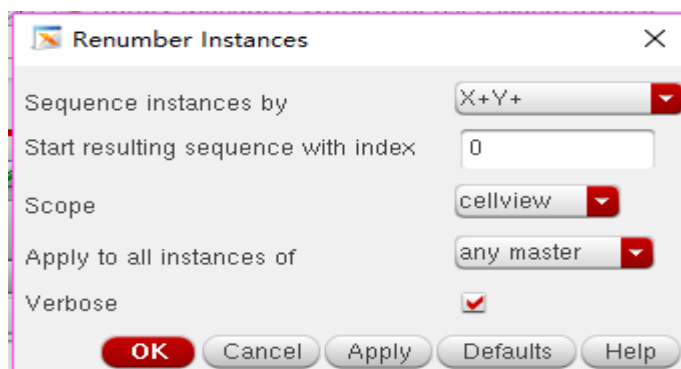 Renumber Instances
Sequence instances by X+Y+
Start resulting sequence with index 0
Scope cellview
Apply to all instances of any master
Verbose
OK Cancel Apply Defaults Help